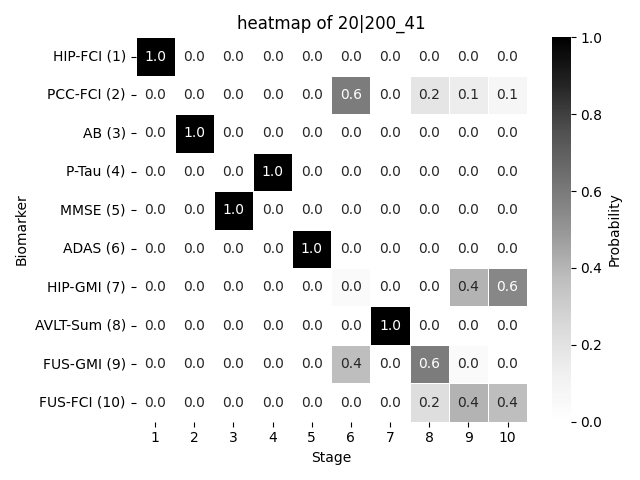 heatmap of 20|200_41
HIP-FCI (1) 1.0 0.0 0.0 0.0 0.0 0.0 0.0 0.0 0.0 0.0
PCC-FCI (2) 0.0 0.0 0.0 0.0 0.0 0.6 0.0 0.2 0.1 0.1
AB (3) 0.0 1.0 0.0 0.0 0.0 0.0 0.0 0.0 0.0 0.0
P-Tau (4) 0.0 0.0 0.0 1.0 0.0 0.0 0.0 0.0 0.0 0.0
MMSE (5) 0.0 0.0 1.0 0.0 0.0 0.0 0.0 0.0 0.0 0.0
ADAS (6) 0.0 0.0 0.0 0.0 1.0 0.0 0.0 0.0 0.0 0.0
HIP-GMI (7) 0.0 0.0 0.0 0.0 0.0 0.0 0.0 0.0 0.4 0.6
AVLT-Sum (8) 0.0 0.0 0.0 0.0 0.0 0.0 1.0 0.0 0.0 0.0
FUS-GMI (9) 0.0 0.0 0.0 0.0 0.0 0.4 0.0 0.6 0.0 0.0
FUS-FCI (10) 0.0 0.0 0.0 0.0 0.0 0.0 0.0 0.2 0.4 0.4
1 2 3 4 5 6 7 8 9 10
Stage
Biomarker
1.0
0.8
0.6
0.4
0.2
0.0
Probability